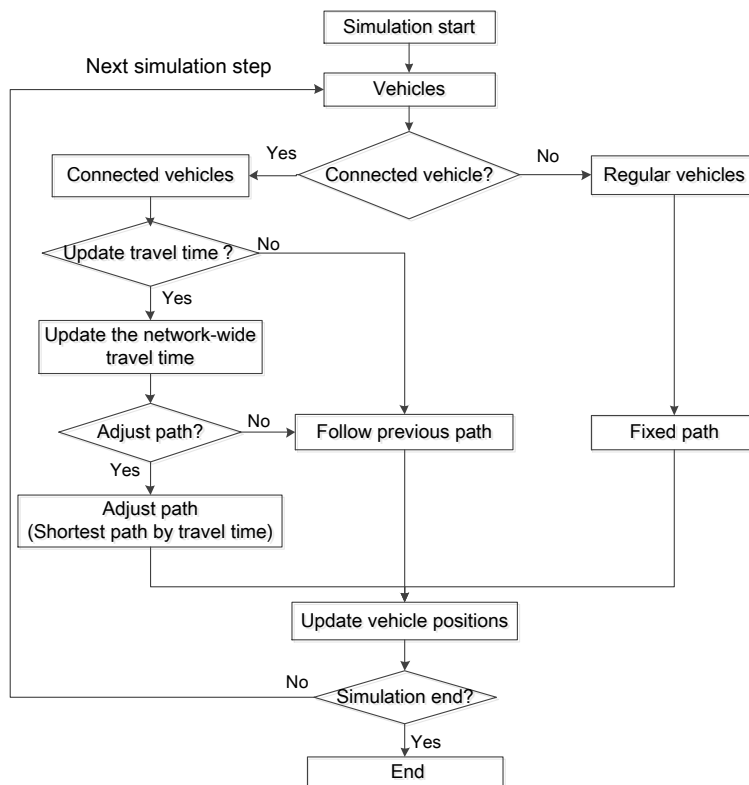 Simulation start
Next simulation step
Vehicles
Yes
Connected vehicle?
No
Connected vehicles
Regular vehicles
Update travel time ?
No
Yes
Update the network-wide
travel time
Adjust path?
No
Follow previous path
Fixed path
Yes
Adjust path
(Shortest path by travel time)
Update vehicle positions
No
Simulation end?
Yes
End